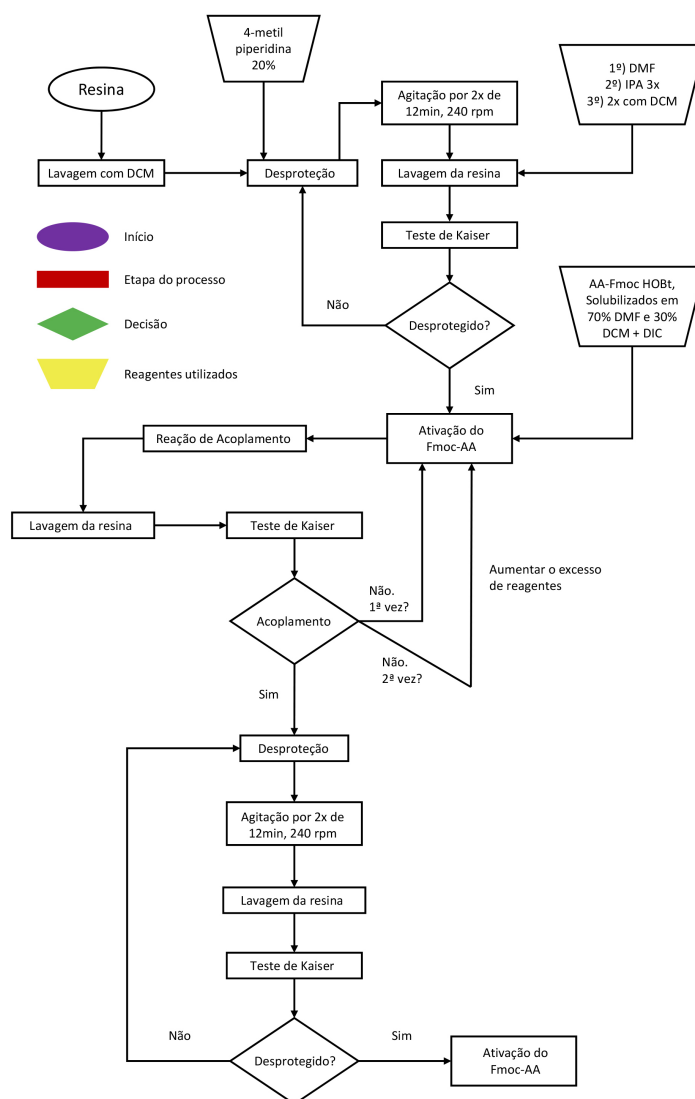 4-metil
piperidina
20%
Resina
Agitação por 2x de
12min, 240 rpm
1º) DMF
2º) IPA 3x
3º) 2x com DCM
Lavagem com DCM
Desproteção
Lavagem da resina
Teste de Kaiser
Início
Etapa do processo
Decisão
Reagentes utilizados
Não
Desprotegido?
AA-Fmoc HOBt,
Solubilizados em
70% DMF e 30%
DCM + DIC
Sim
Ativação do
Fmoc-AA
Reação de Acoplamento
Lavagem da resina
Teste de Kaiser
Aumentar o excesso
de reagentes
Não.
1ª vez?
Acoplamento
Não.
2ª vez?
Sim
Desproteção
Agitação por 2x de
12min, 240 rpm
Lavagem da resina
Teste de Kaiser
Não
Desprotegido?
Sim
Ativação do
Fmoc-AA